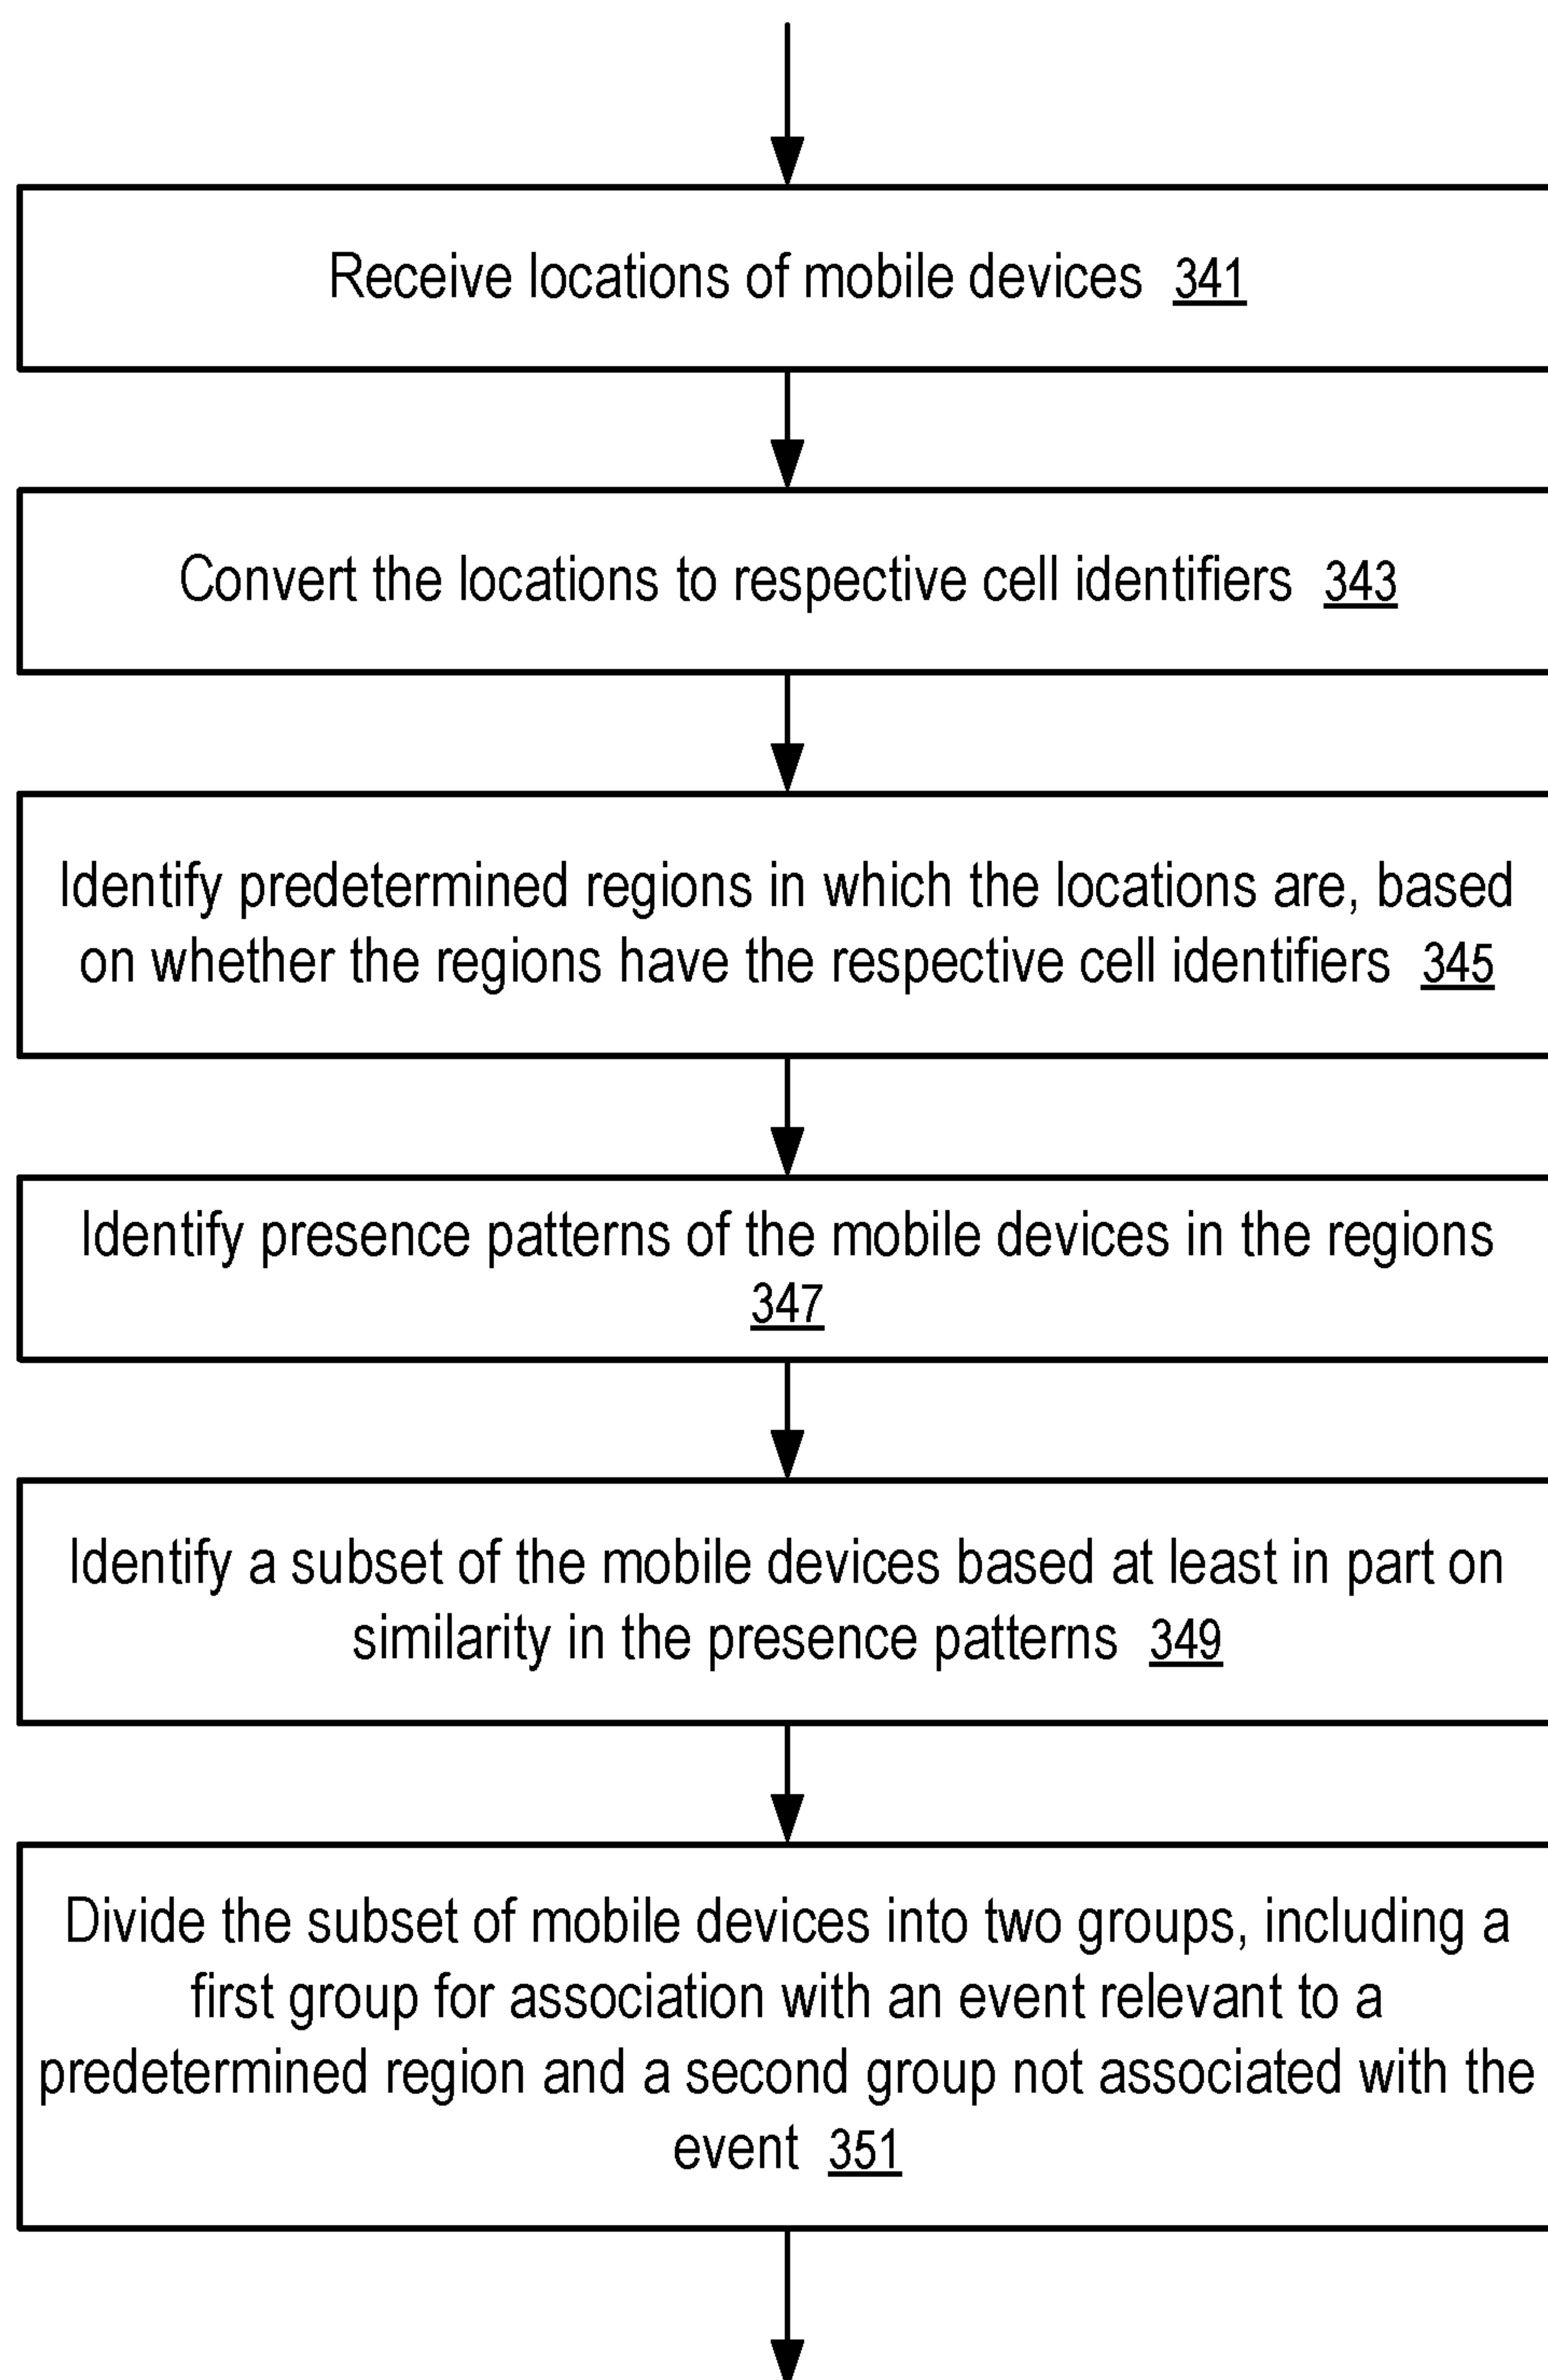 Receive locations of mobile devices 341
Convert the locations to respective cell identifiers 343
Identify predetermined regions in which the locations are, based
on whether the regions have the respective cell identifiers 345
Identify presence patterns of the mobile devices in the regions
347
Identify a subset of the mobile devices based at least in part on
similarity in the presence patterns 349
Divide the subset of mobile devices into two groups, including a
first group for association with an event relevant to a
predetermined region and a second group not associated with the
event 351